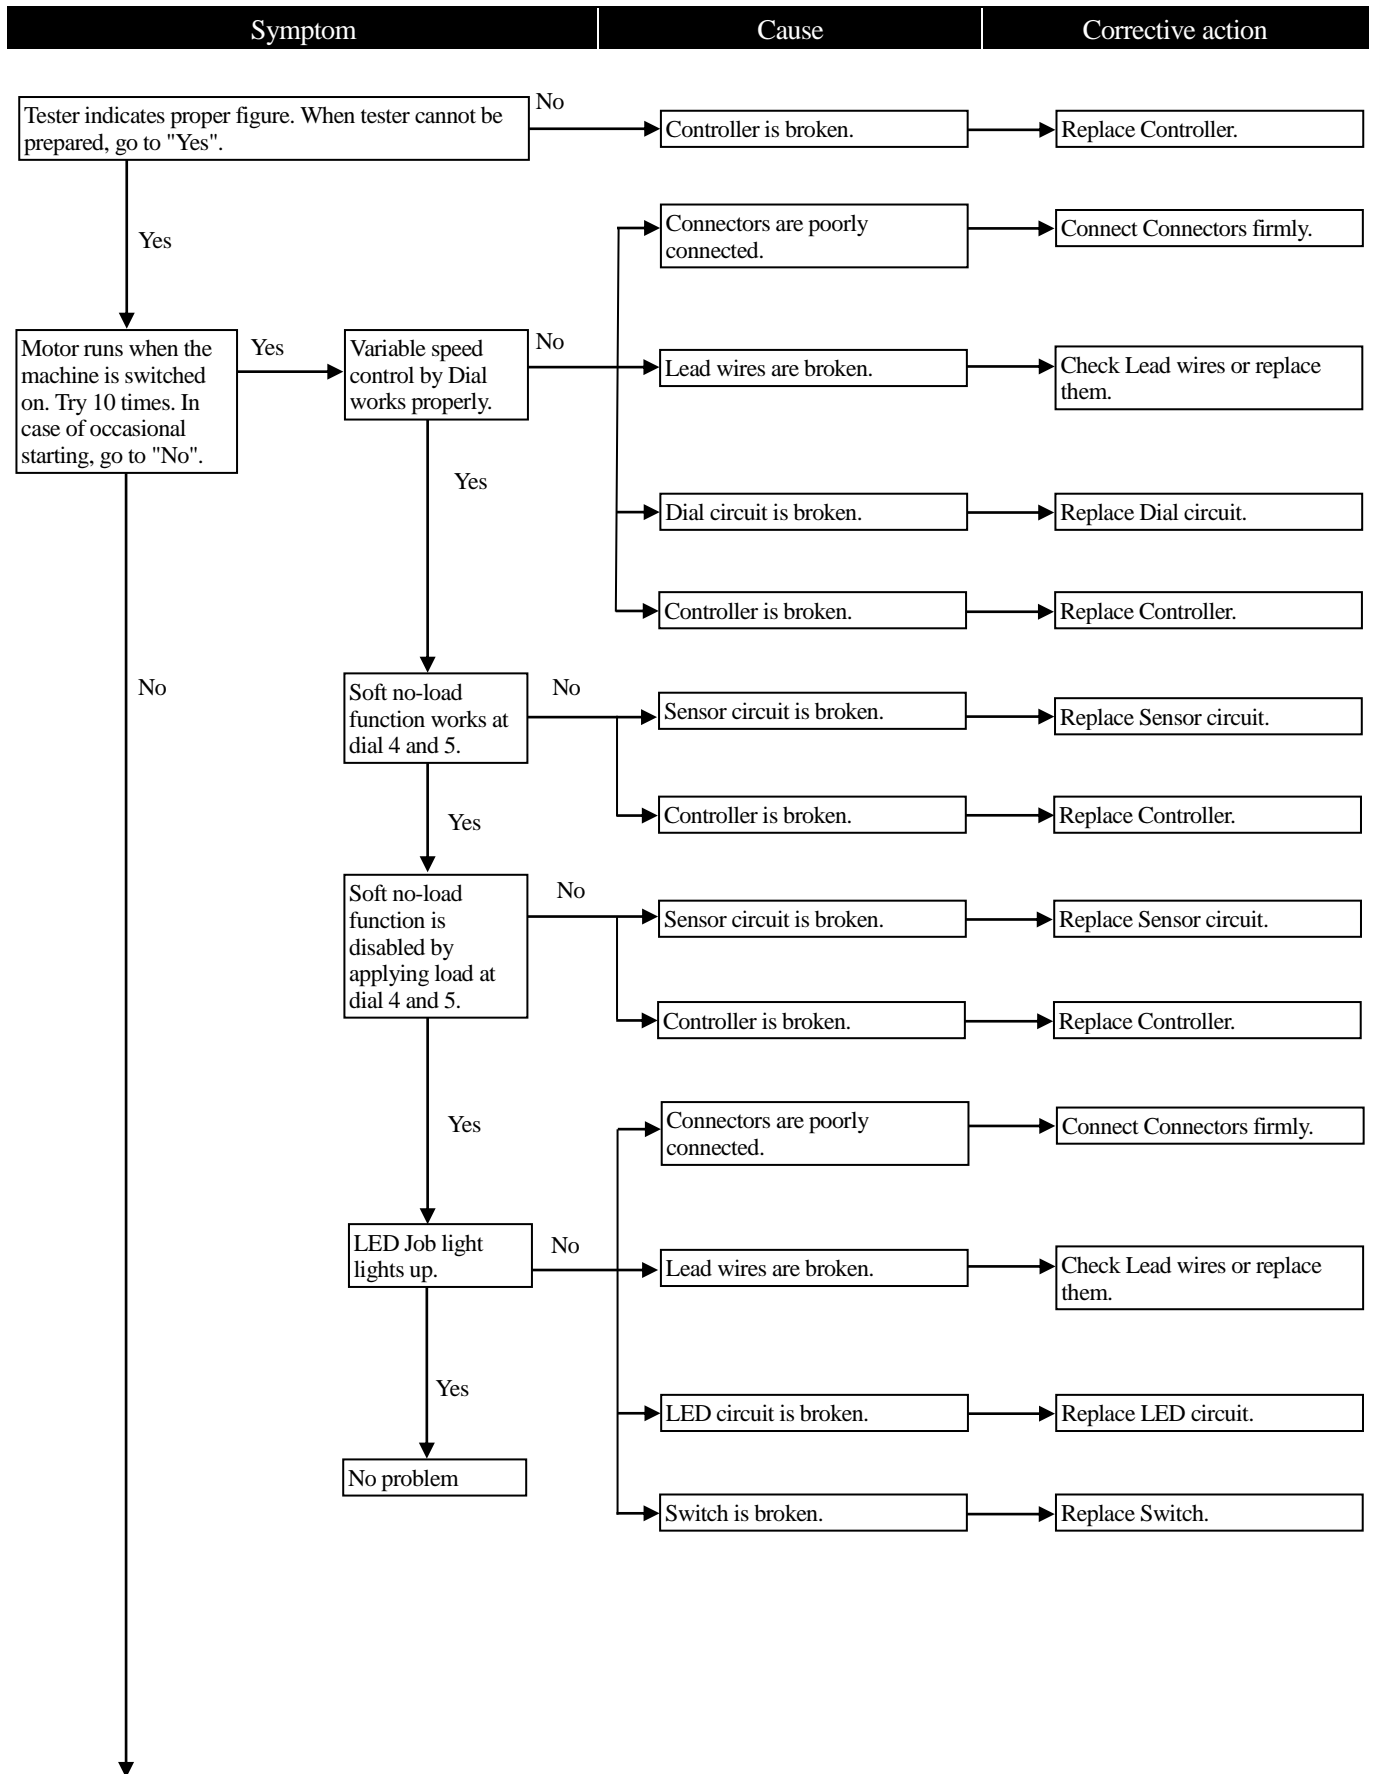 Symptom
Cause
Corrective action
Tester indicates proper figure. When tester cannot be
prepared, go to "Yes".
No
Controller is broken.
Replace Controller.
Yes
Connectors are poorly
connected.
Connect Connectors firmly.
Motor runs when the
machine is switched
on. Try 10 times. In
case of occasional
starting, go to "No".
Yes
Variable speed
control by Dial
works properly.
No
Lead wires are broken.
Check Lead wires or replace
them.
Yes
Dial circuit is broken.
Replace Dial circuit.
Controller is broken.
Replace Controller.
No
Soft no-load
function works at
dial 4 and 5.
No
Sensor circuit is broken.
Replace Sensor circuit.
Yes
Controller is broken.
Replace Controller.
Soft no-load
function is
disabled by
applying load at
dial 4 and 5.
No
Sensor circuit is broken.
Replace Sensor circuit.
Controller is broken.
Replace Controller.
Yes
Connectors are poorly
connected.
Connect Connectors firmly.
LED Job light
lights up.
No
Lead wires are broken.
Check Lead wires or replace
them.
Yes
LED circuit is broken.
Replace LED circuit.
No problem
Switch is broken.
Replace Switch.